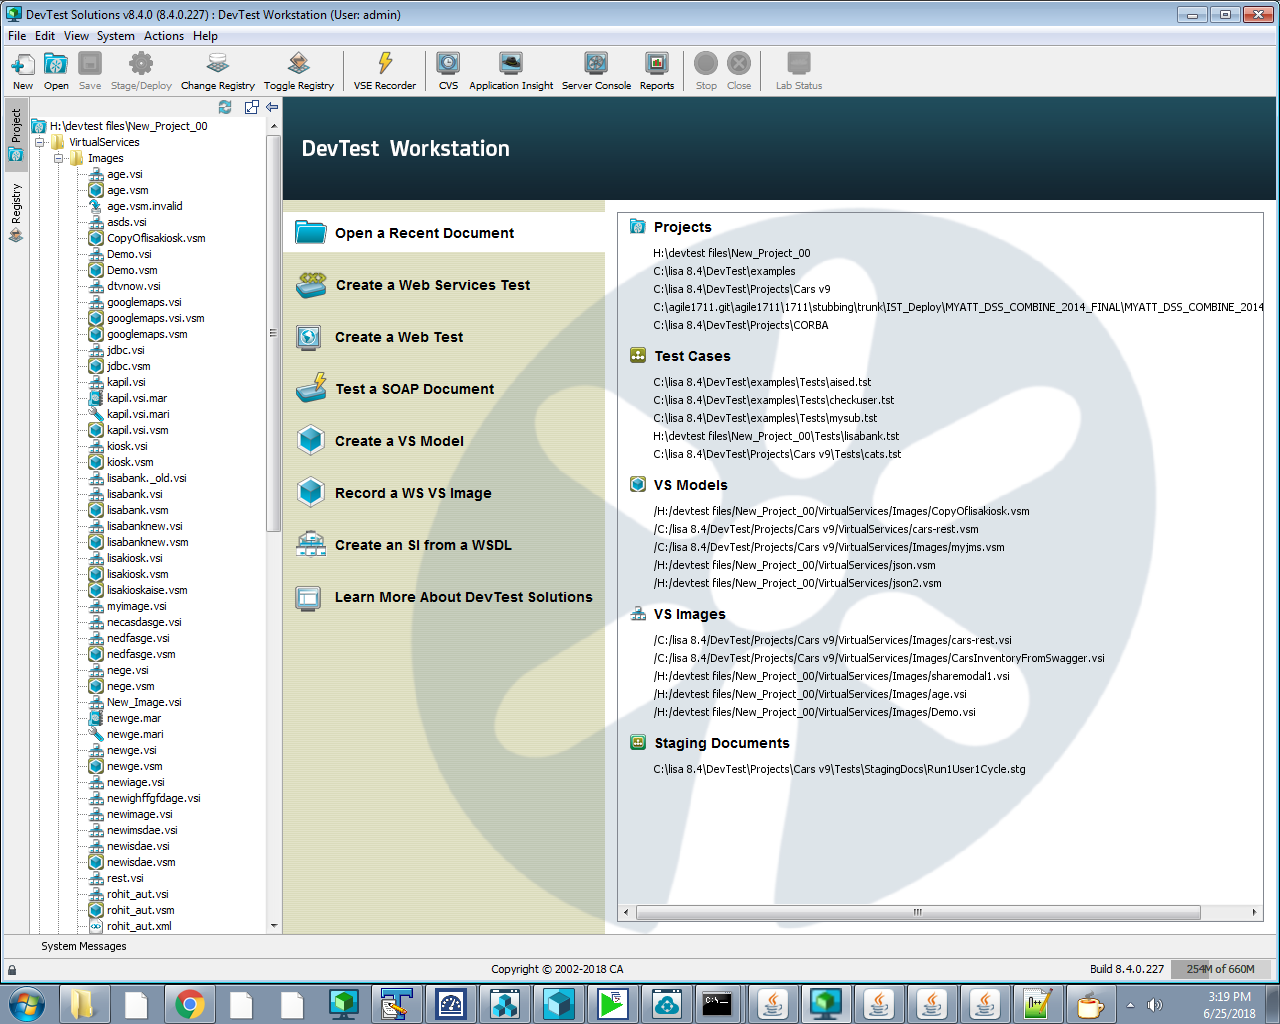 DevTest Solutions v8.4.0 (8.4.0.227) : DevTest Workstation (User: admin)
File Edit View System Actions Help
New Open Save Stage/Deploy Change Registry Toggle Registry VSE Recorder CVS Application Insight Server Console Reports Stop Close Lab Status
Project
Registry
H:\devtest files\New_Project_00
VirtualServices
Images
age.vsi
age.vsm
age.vsm.invalid
asds.vsi
CopyOflisakiosk.vsm
Demo.vsi
Demo.vsm
dtvnow.vsi
googlemaps.vsi
googlemaps.vsi.vsm
googlemaps.vsm
jdbc.vsi
jdbc.vsm
kapil.vsi
kapil.vsi.mar
kapil.vsi.mari
kapil.vsi.vsm
kiosk.vsi
kiosk.vsm
lisabank._old.vsi
lisabank.vsi
lisabank.vsm
lisabanknew.vsi
lisabanknew.vsm
lisakiosk.vsi
lisakiosk.vsm
lisakioskaise.vsm
myimage.vsi
necasdasge.vsi
nedfasge.vsi
nedfasge.vsm
nege.vsi
nege.vsm
New_Image.vsi
newge.mar
newge.mari
newge.vsi
newge.vsm
newiage.vsi
newighffgfdage.vsi
newimage.vsi
newimsdae.vsi
newisdae.vsi
newisdae.vsm
rest.vsi
rohit_aut.vsi
rohit_aut.vsm
rohit_aut.xml
DevTest Workstation
Open a Recent Document
Create a Web Services Test
Create a Web Test
Test a SOAP Document
Create a VS Model
Record a WS VS Image
Create an SI from a WSDL
Learn More About DevTest Solutions
Projects
H:\devtest files\New_Project_00
C:\lisa 8.4\DevTest\examples
C:\lisa 8.4\DevTest\Projects\Cars v9
C:\agile1711.git\agile1711\1711\stubbing\trunk\IST_Deploy\MYATT_DSS_COMBINE_2014_FINAL\MYATT_DSS_COMBINE_2014
C:\lisa 8.4\DevTest\Projects\CORBA
Test Cases
C:\lisa 8.4\DevTest\examples\Tests\aised.tst
C:\lisa 8.4\DevTest\examples\Tests\checkuser.tst
C:\lisa 8.4\DevTest\examples\Tests\mysub.tst
H:\devtest files\New_Project_00\Tests\lisabank.tst
C:\lisa 8.4\DevTest\Projects\Cars v9\Tests\cats.tst
VS Models
/H:/devtest files/New_Project_00/VirtualServices/Images/CopyOflisakiosk.vsm
/C:/lisa 8.4/DevTest/Projects/Cars v9/VirtualServices/cars-rest.vsm
/C:/lisa 8.4/DevTest/Projects/Cars v9/VirtualServices/Images/myjms.vsm
/H:/devtest files/New_Project_00/VirtualServices/json.vsm
/H:/devtest files/New_Project_00/VirtualServices/json2.vsm
VS Images
/C:/lisa 8.4/DevTest/Projects/Cars v9/VirtualServices/Images/cars-rest.vsi
/C:/lisa 8.4/DevTest/Projects/Cars v9/VirtualServices/Images/CarsInventoryFromSwagger.vsi
/H:/devtest files/New_Project_00/VirtualServices/Images/sharemodal1.vsi
/H:/devtest files/New_Project_00/VirtualServices/Images/age.vsi
/H:/devtest files/New_Project_00/VirtualServices/Images/Demo.vsi
Staging Documents
C:\lisa 8.4\DevTest\Projects\Cars v9\Tests\StagingDocs\Run1User1Cycle.stg
System Messages
Copyright © 2002-2018 CA
Build 8.4.0.227
254M of 660M
3:19 PM
6/25/2018